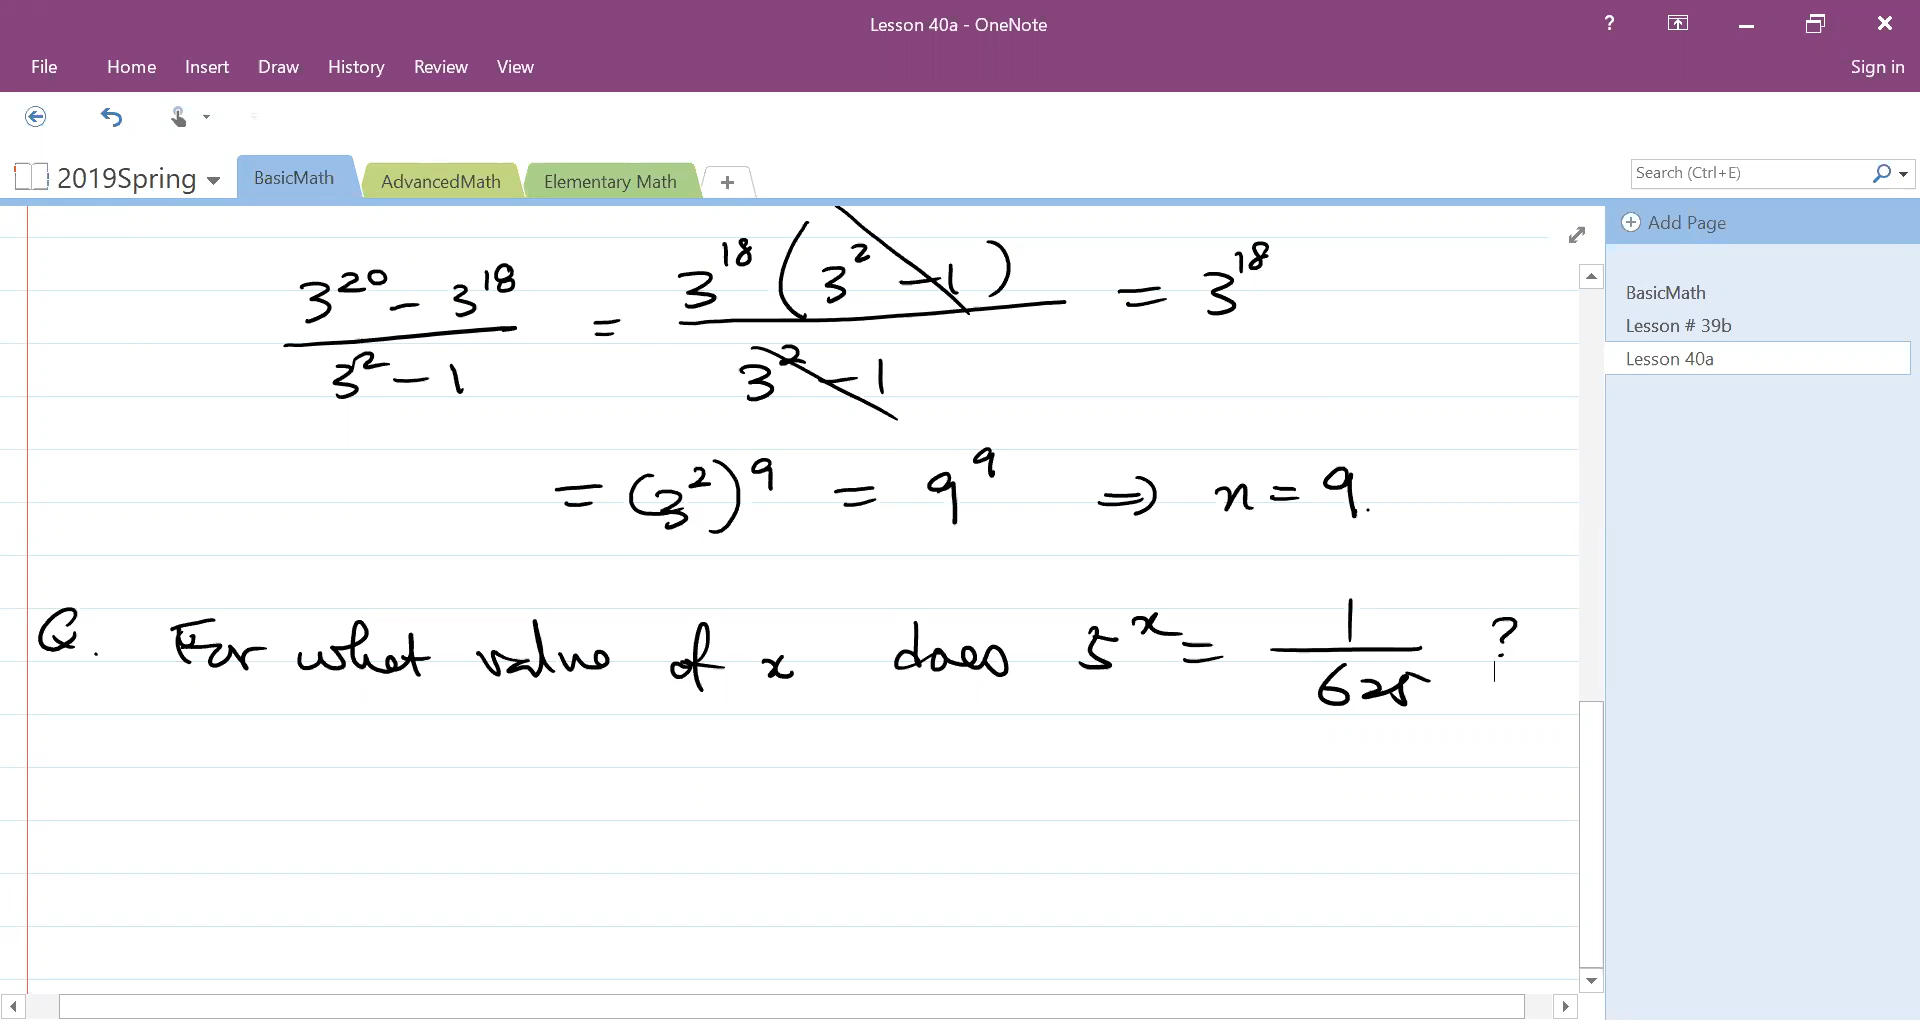 Lesson 40a - OneNote
?
File Home Insert Draw History Review View
Sign in
2019Spring BasicMath AdvancedMath Elementary Math +
Search (Ctrl+E)
Add Page
BasicMath
Lesson # 39b
Lesson 40a
(3^20 - 3^18)/(3^2 - 1) = 3^18(3^2 - 1)/(3^2 - 1) = 3^18
= (3^2)^9 = 9^9 ⇒ n = 9.
Q. For what value of x does 5^x = 1/625 ?